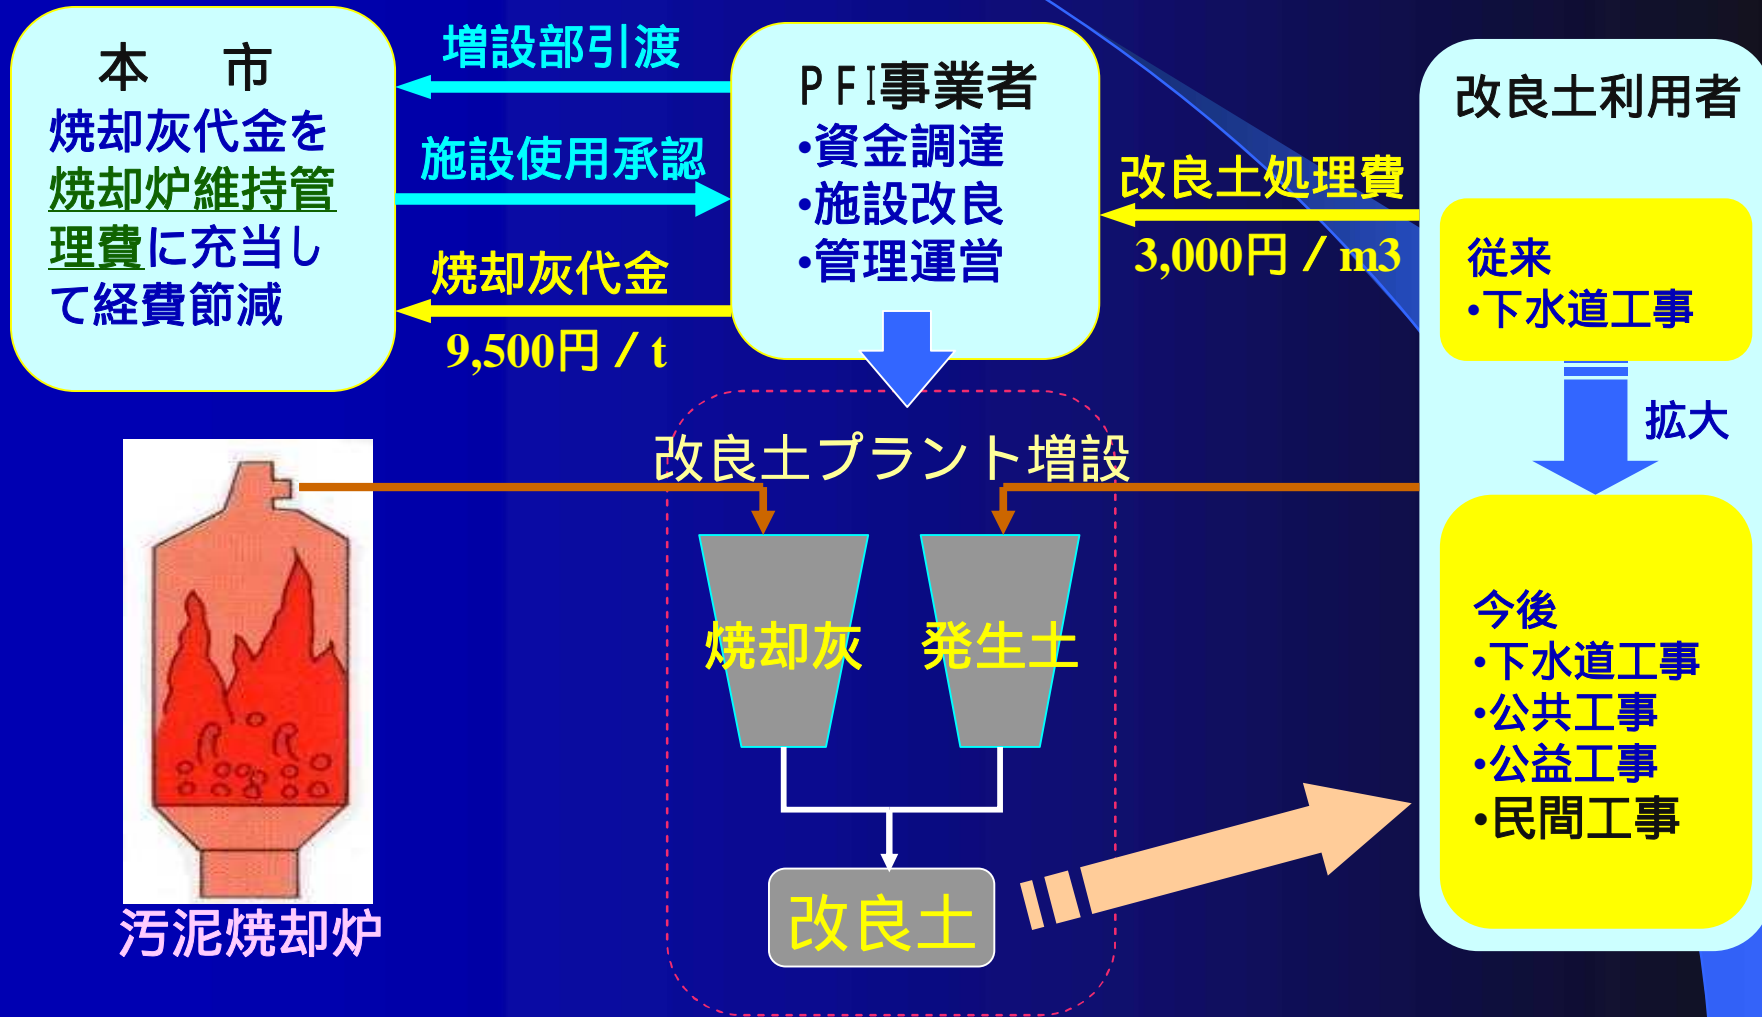 本　市
焼却灰代金を
焼却炉維持管
理費に充当し
て経費節減
増設部引渡
施設使用承認
焼却灰代金
9,500円／t
ＰＦＩ事業者
・資金調達
・施設改良
・管理運営
改良土処理費
3,000円／m3
改良土利用者
従来
・下水道工事
拡大
今後
・下水道工事
・公共工事
・公益工事
・民間工事
改良土プラント増設
焼却灰
発生土
改良土
汚泥焼却炉